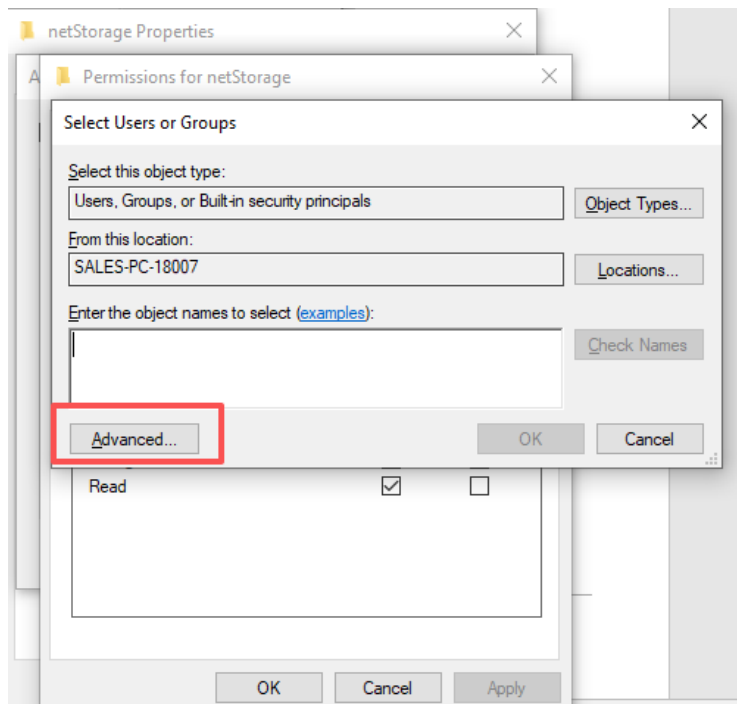 netStorage Properties
A
Permissions for netStorage
Select Users or Groups
Select this object type:
Users, Groups, or Built-in security principals
Object Types...
From this location:
SALES-PC-18007
Locations...
Enter the object names to select (examples):
Check Names
Advanced...
OK
Cancel
Read
OK
Cancel
Apply